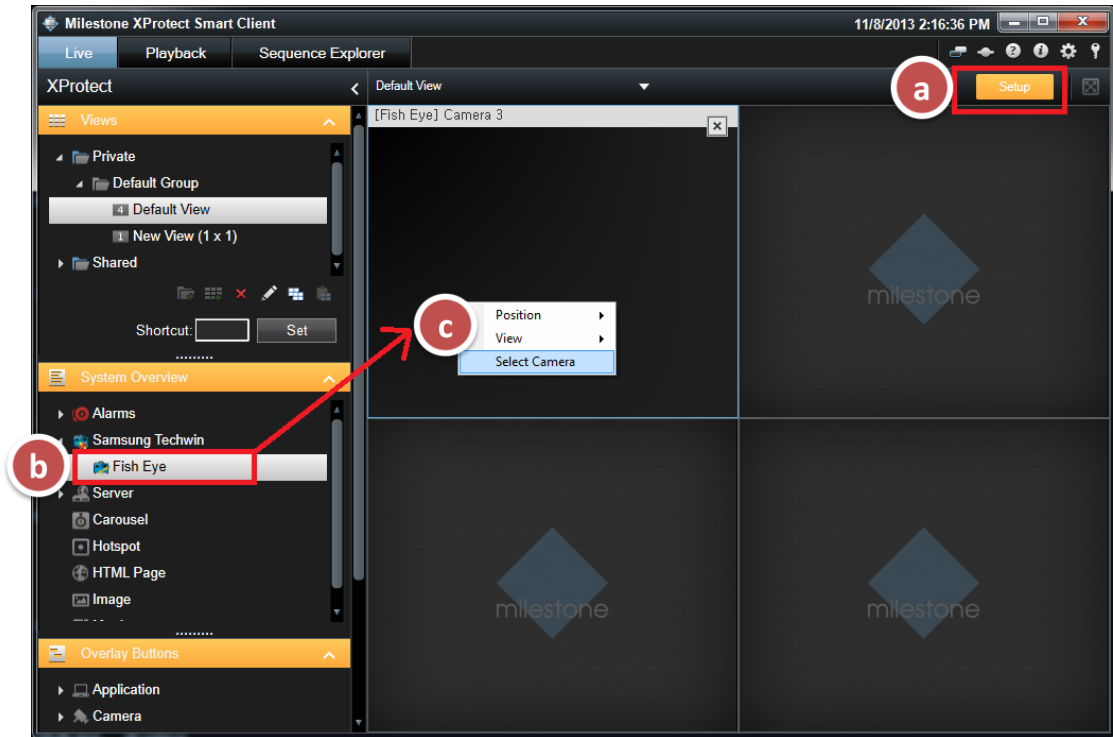 Milestone XProtect Smart Client
11/8/2013 2:16:36 PM
Live
Playback
Sequence Explorer
XProtect
Default View
a
Setup
Views
[Fish Eye] Camera 3
Private
Default Group
4 Default View
1 New View (1 x 1)
Shared
milestone
Shortcut:
Set
c
Position
View
Select Camera
System Overview
Alarms
Samsung Techwin
b
Fish Eye
Server
Carousel
Hotspot
HTML Page
Image
milestone
milestone
Overlay Buttons
Application
Camera